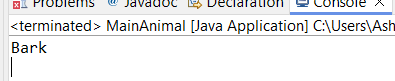 Problems @ Javadoc Declaration Console
<terminated> MainAnimal [Java Application] C:\Users\Ash
Bark